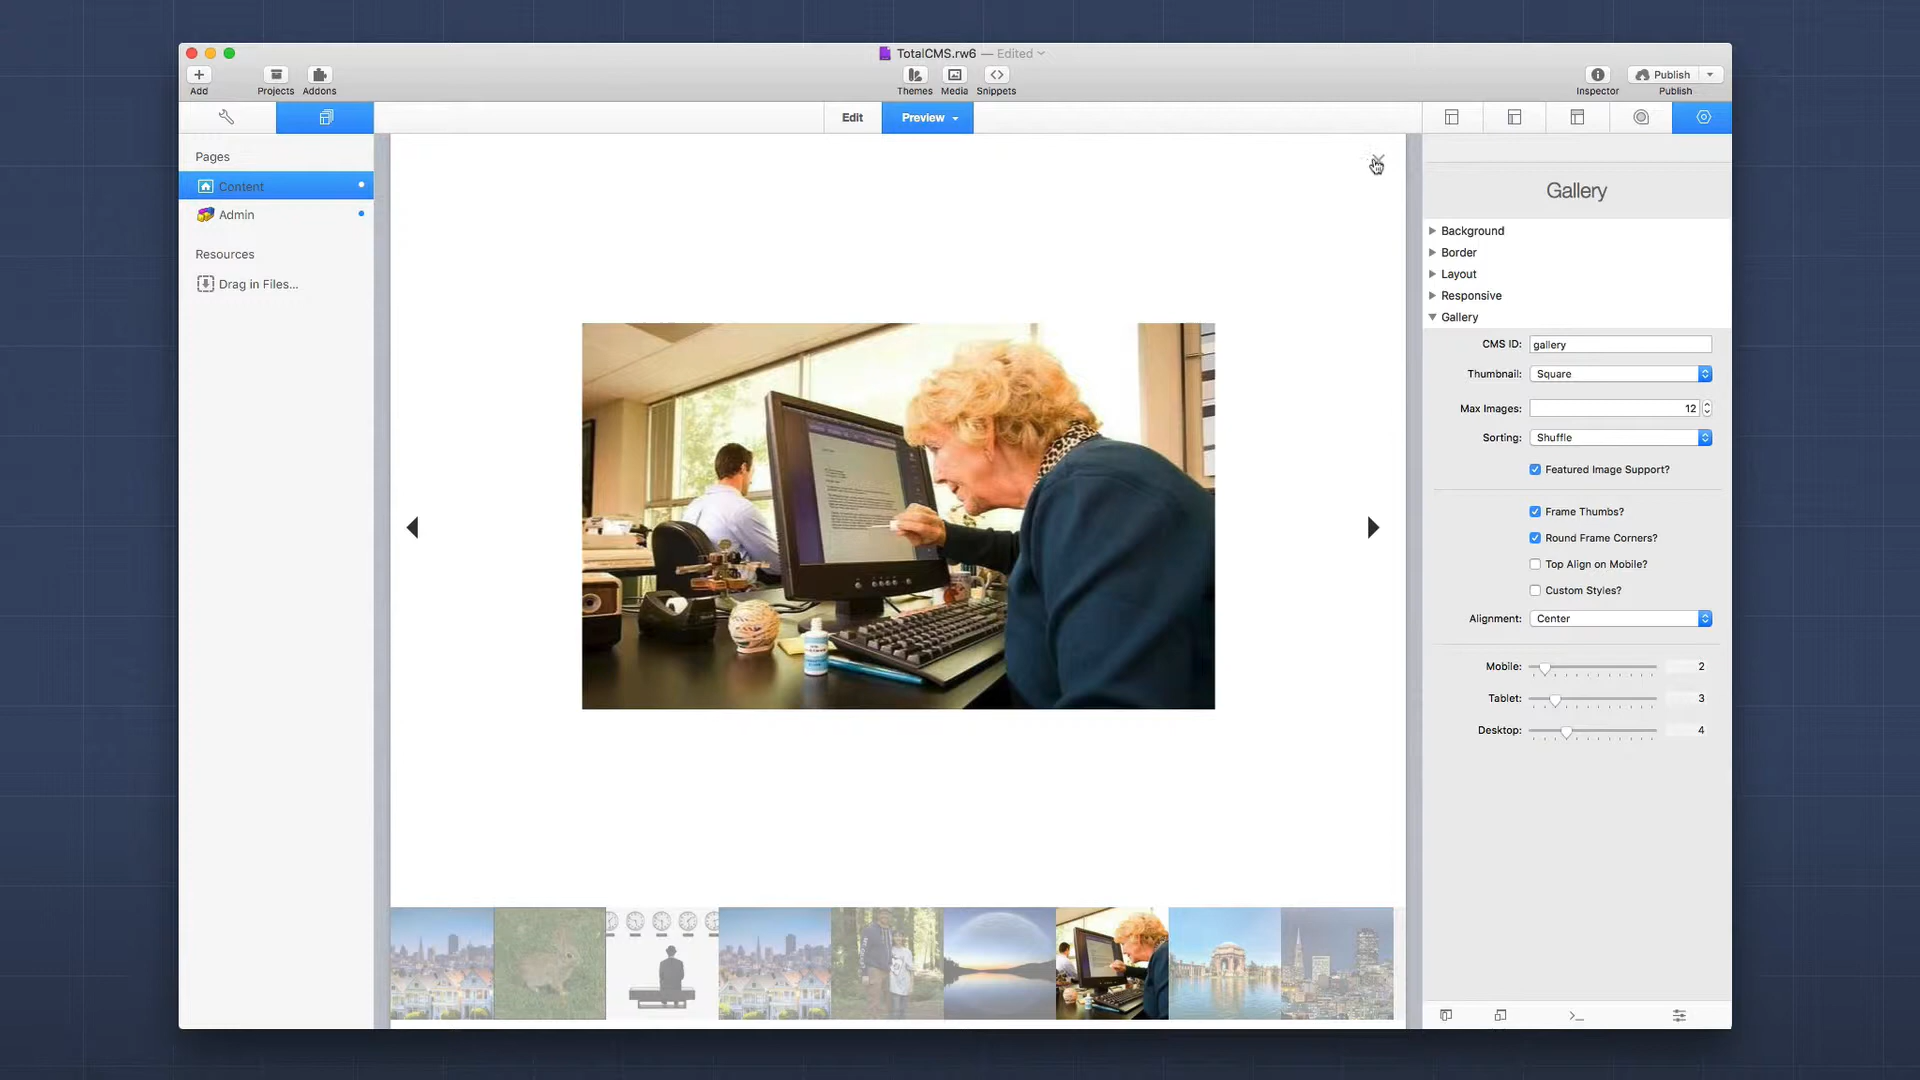 TotalCMS.rw6 — Edited
Add
Projects
Addons
Themes
Media
Snippets
Inspector
Publish
Publish
Edit
Preview
Pages
Content
Admin
Resources
Drag in Files...
Gallery
Background
Border
Layout
Responsive
Gallery
CMS ID: gallery
Thumbnail: Square
Max Images: 12
Sorting: Shuffle
Featured Image Support?
Frame Thumbs?
Round Frame Corners?
Top Align on Mobile?
Custom Styles?
Alignment: Center
Mobile: 2
Tablet: 3
Desktop: 4